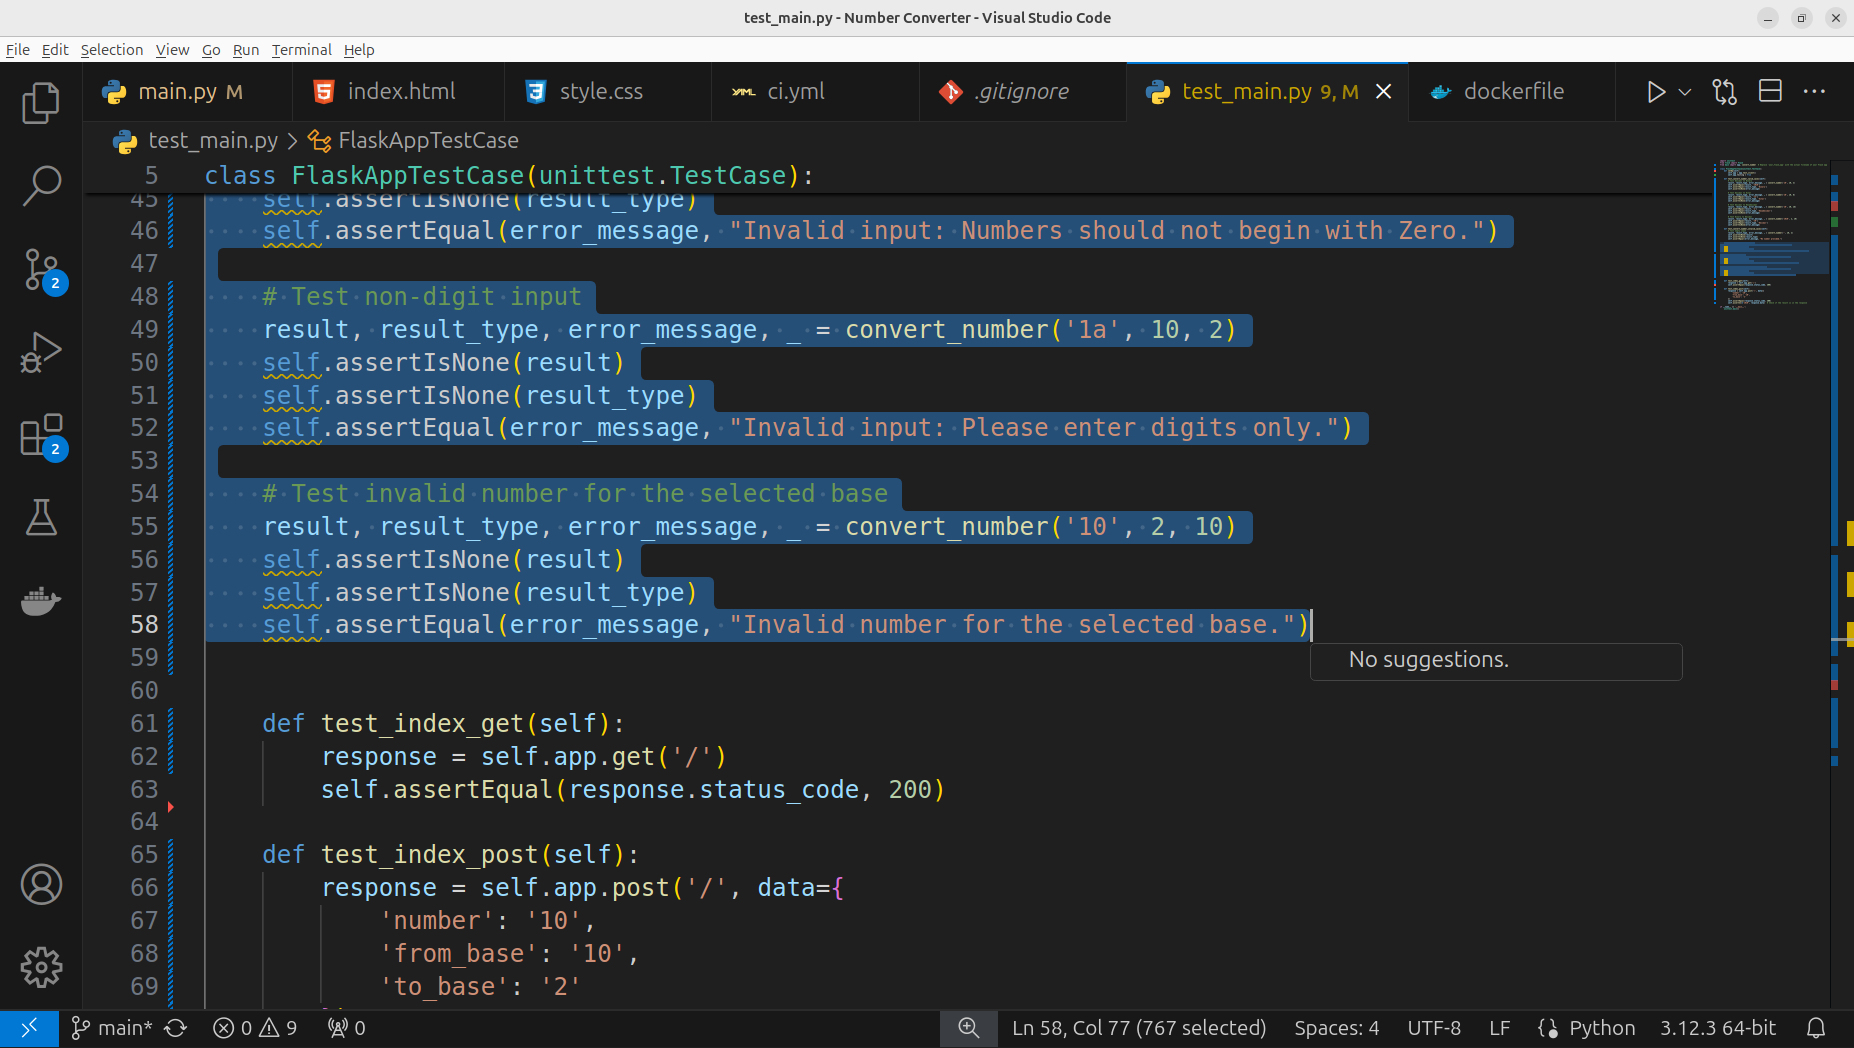 test_main.py - Number Converter - Visual Studio Code
File Edit Selection View Go Run Terminal Help
main.py M index.html style.css ci.yml .gitignore test_main.py 9, M dockerfile
test_main.py > FlaskAppTestCase
5 class FlaskAppTestCase(unittest.TestCase):
45 self.assertIsNone(result_type)
46 self.assertEqual(error_message, "Invalid input: Numbers should not begin with Zero.")
47
48 # Test non-digit input
49 result, result_type, error_message, _ = convert_number('1a', 10, 2)
50 self.assertIsNone(result)
51 self.assertIsNone(result_type)
52 self.assertEqual(error_message, "Invalid input: Please enter digits only.")
53
54 # Test invalid number for the selected base
55 result, result_type, error_message, _ = convert_number('10', 2, 10)
56 self.assertIsNone(result)
57 self.assertIsNone(result_type)
58 self.assertEqual(error_message, "Invalid number for the selected base.")
59 No suggestions.
60
61 def test_index_get(self):
62 response = self.app.get('/')
63 self.assertEqual(response.status_code, 200)
64
65 def test_index_post(self):
66 response = self.app.post('/', data={
67 'number': '10',
68 'from_base': '10',
69 'to_base': '2'
2
2
main* 0 9 0 Ln 58, Col 77 (767 selected) Spaces: 4 UTF-8 LF Python 3.12.3 64-bit